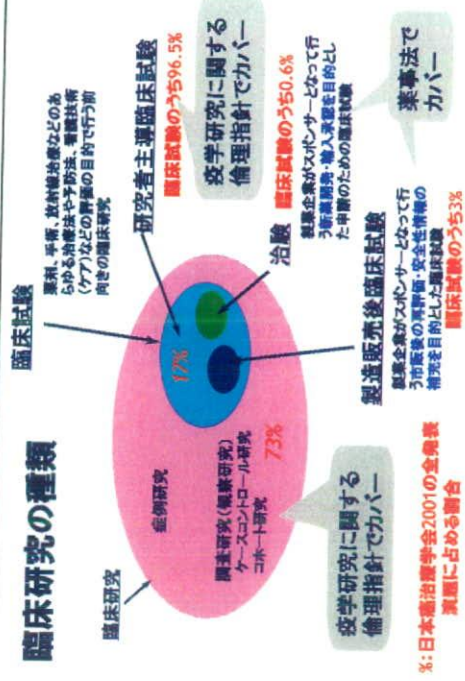 臨床研究の種類
臨床試験
薬剤、手術、放射線治療などのあ
らゆる治療法や予防法、看護技術
(ケア)などの評価の目的で行う前
向きの臨床研究
臨床研究
研究者主導臨床試験
臨床試験のうち96.5%
疫学研究に関する
倫理指針でカバー
症例研究
17%
調査研究(観察研究)
ケースコントロール研究
コホート研究
73%
治験
臨床試験のうち0.6%
製薬企業がスポンサーとなって行
う新薬開発・輸入承認を目的とし
た申請のための臨床試験
疫学研究に関する
倫理指針でカバー
製造販売後臨床試験
製薬企業がスポンサーとなって行
う市販後の再評価・安全性情報の
補充を目的とした臨床試験
臨床試験のうち3%
薬事法で
カバー
%:日本癌治療学会2001の全発表
演題に占める割合